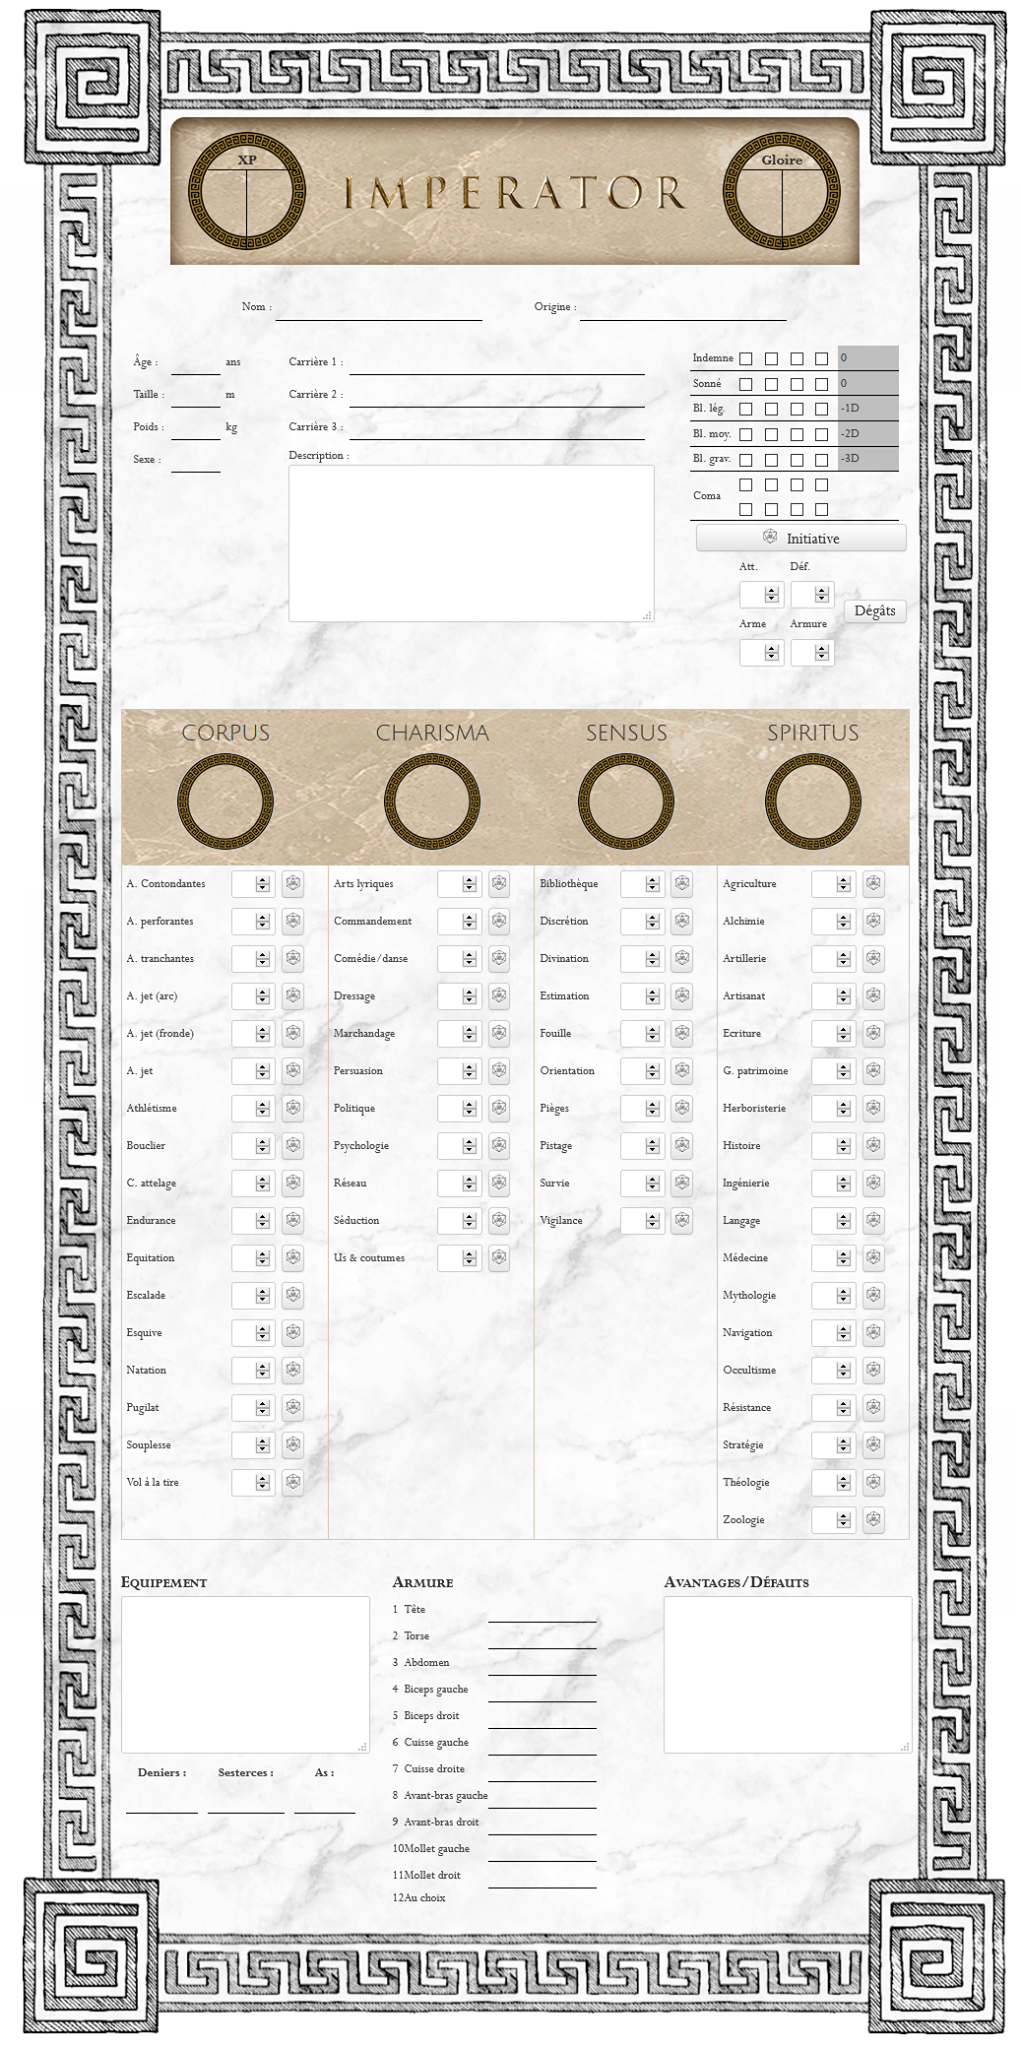 XP
Gloire
IMPERATOR
Nom :
Origine :
Âge :
ans
Taille :
m
Poids :
kg
Sexe :
Carrière 1 :
Carrière 2 :
Carrière 3 :
Description :
Indemne 0
Sonné 0
Bl. lég. -1D
Bl. moy. -2D
Bl. grav. -3D
Coma
Initiative
Att. Déf.
Dégâts
Arme Armure
CORPUS
CHARISMA
SENSUS
SPIRITUS
A. Contondantes
A. perforantes
A. tranchantes
A. jet (arc)
A. jet (fronde)
A. jet
Athlétisme
Bouclier
C. attelage
Endurance
Equitation
Escalade
Esquive
Natation
Pugilat
Souplesse
Vol à la tire
Arts lyriques
Commandement
Comédie/danse
Dressage
Marchandage
Persuasion
Politique
Psychologie
Réseau
Séduction
Us & coutumes
Bibliothèque
Discrétion
Divination
Estimation
Fouille
Orientation
Pièges
Pistage
Survie
Vigilance
Agriculture
Alchimie
Artillerie
Artisanat
Ecriture
G. patrimoine
Herboristerie
Histoire
Ingénierie
Langage
Médecine
Mythologie
Navigation
Occultisme
Résistance
Stratégie
Théologie
Zoologie
Equipement
Deniers :
Sesterces :
As :
Armure
1 Tête
2 Torse
3 Abdomen
4 Biceps gauche
5 Biceps droit
6 Cuisse gauche
7 Cuisse droite
8 Avant-bras gauche
9 Avant-bras droit
10 Mollet gauche
11 Mollet droit
12 Au choix
Avantages/Défauts